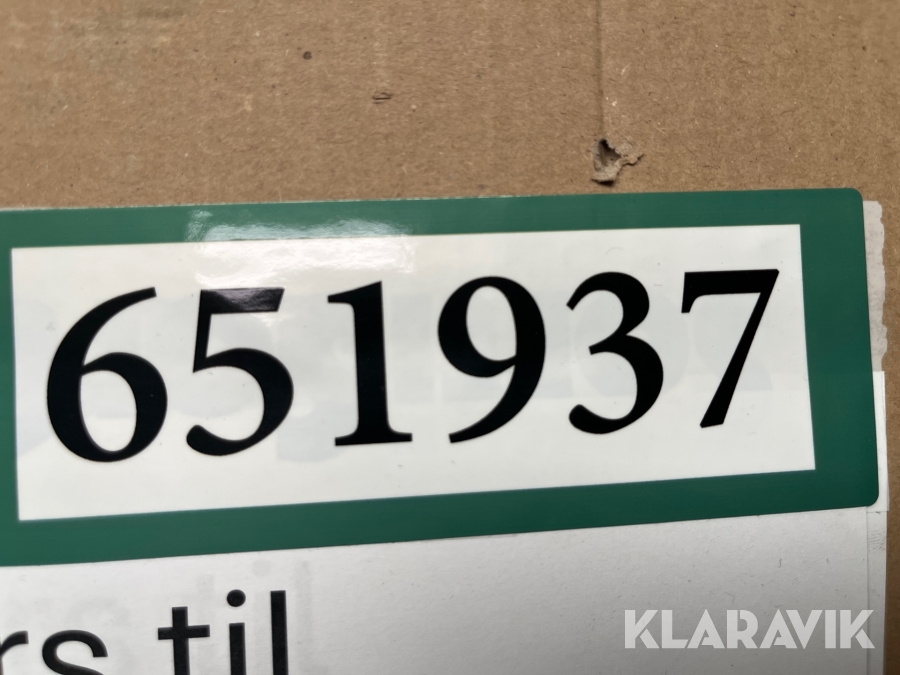 651937
rs til
KLARAVIK